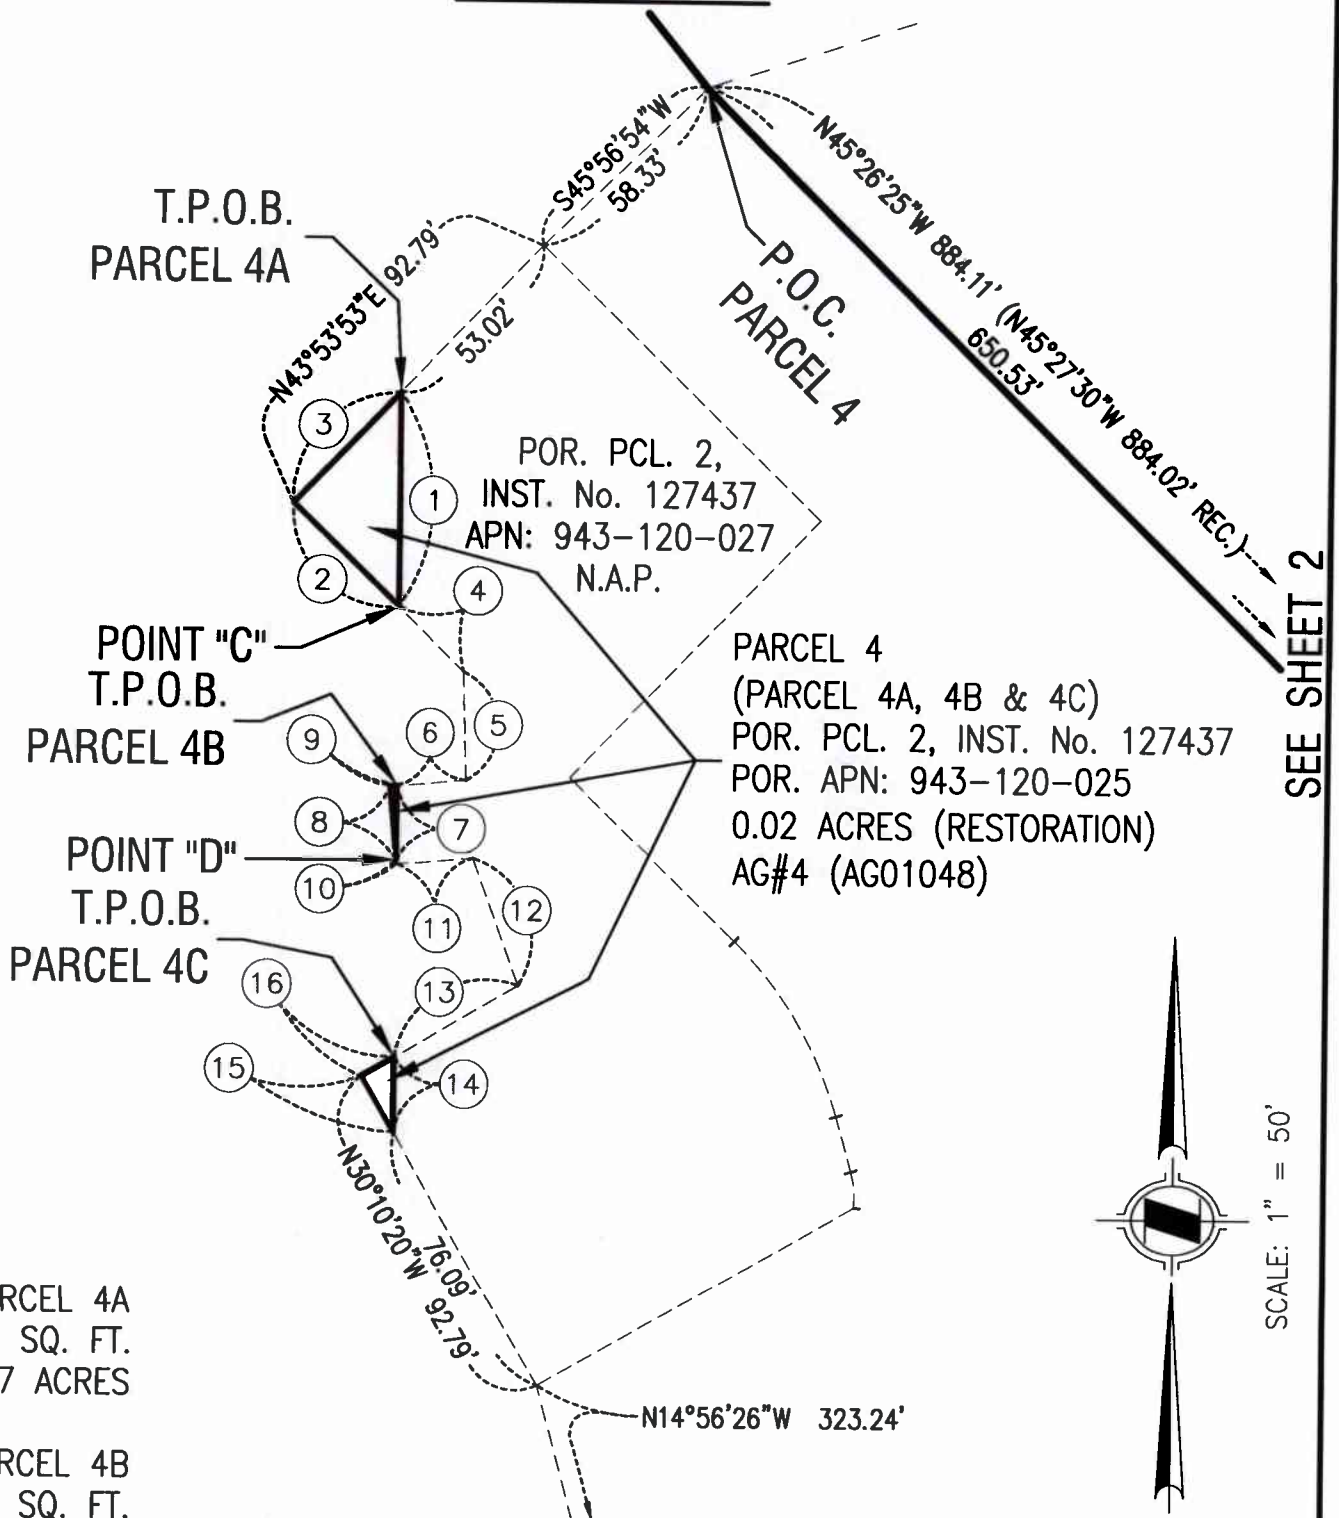 S45°56'54"W
58.33'
N45°26'25"W 884.11' (N45°27'30"W 884.02' REC.)
650.53'
T.P.O.B.
PARCEL 4A
N43°53'53"E 92.79'
53.02'
P.O.C.
PARCEL 4
3
1
2
4
POR. PCL. 2,
INST. No. 127437
APN: 943-120-027
N.A.P.
POINT "C"
T.P.O.B.
PARCEL 4B
9
6
5
8
7
PARCEL 4
(PARCEL 4A, 4B & 4C)
POR. PCL. 2, INST. No. 127437
POR. APN: 943-120-025
0.02 ACRES (RESTORATION)
AG#4 (AG01048)
SEE SHEET 2
POINT "D"
T.P.O.B.
PARCEL 4C
10
11
12
13
16
15
14
N30°10'20"W 92.79'
76.09'
N14°56'26"W 323.24'
SCALE: 1" = 50'
RCEL 4A
SQ. FT.
7 ACRES
RCEL 4B
SQ. FT.